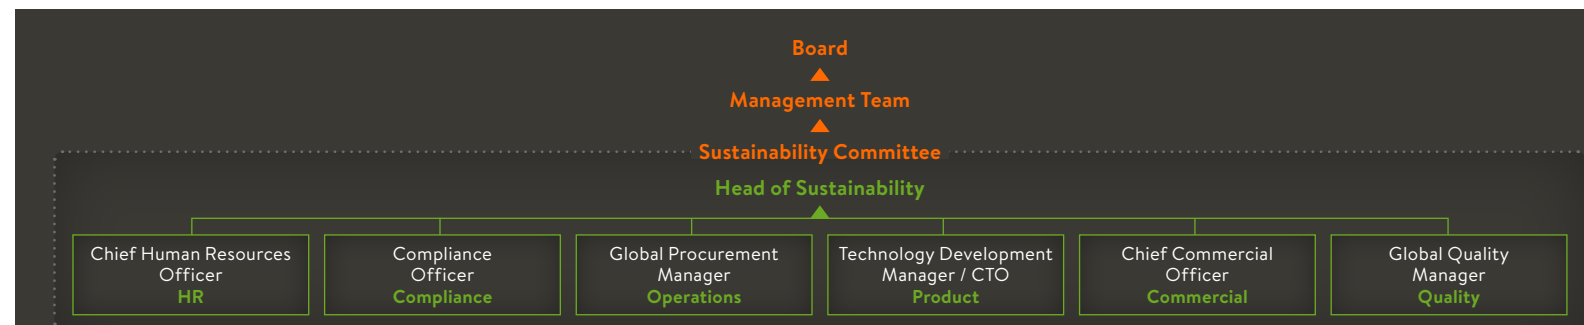 Board
Management Team
Sustainability Committee
Head of Sustainability
Chief Human Resources
Officer
HR
Compliance
Officer
Compliance
Global Procurement
Manager
Operations
Technology Development
Manager / CTO
Product
Chief Commercial
Officer
Commercial
Global Quality
Manager
Quality